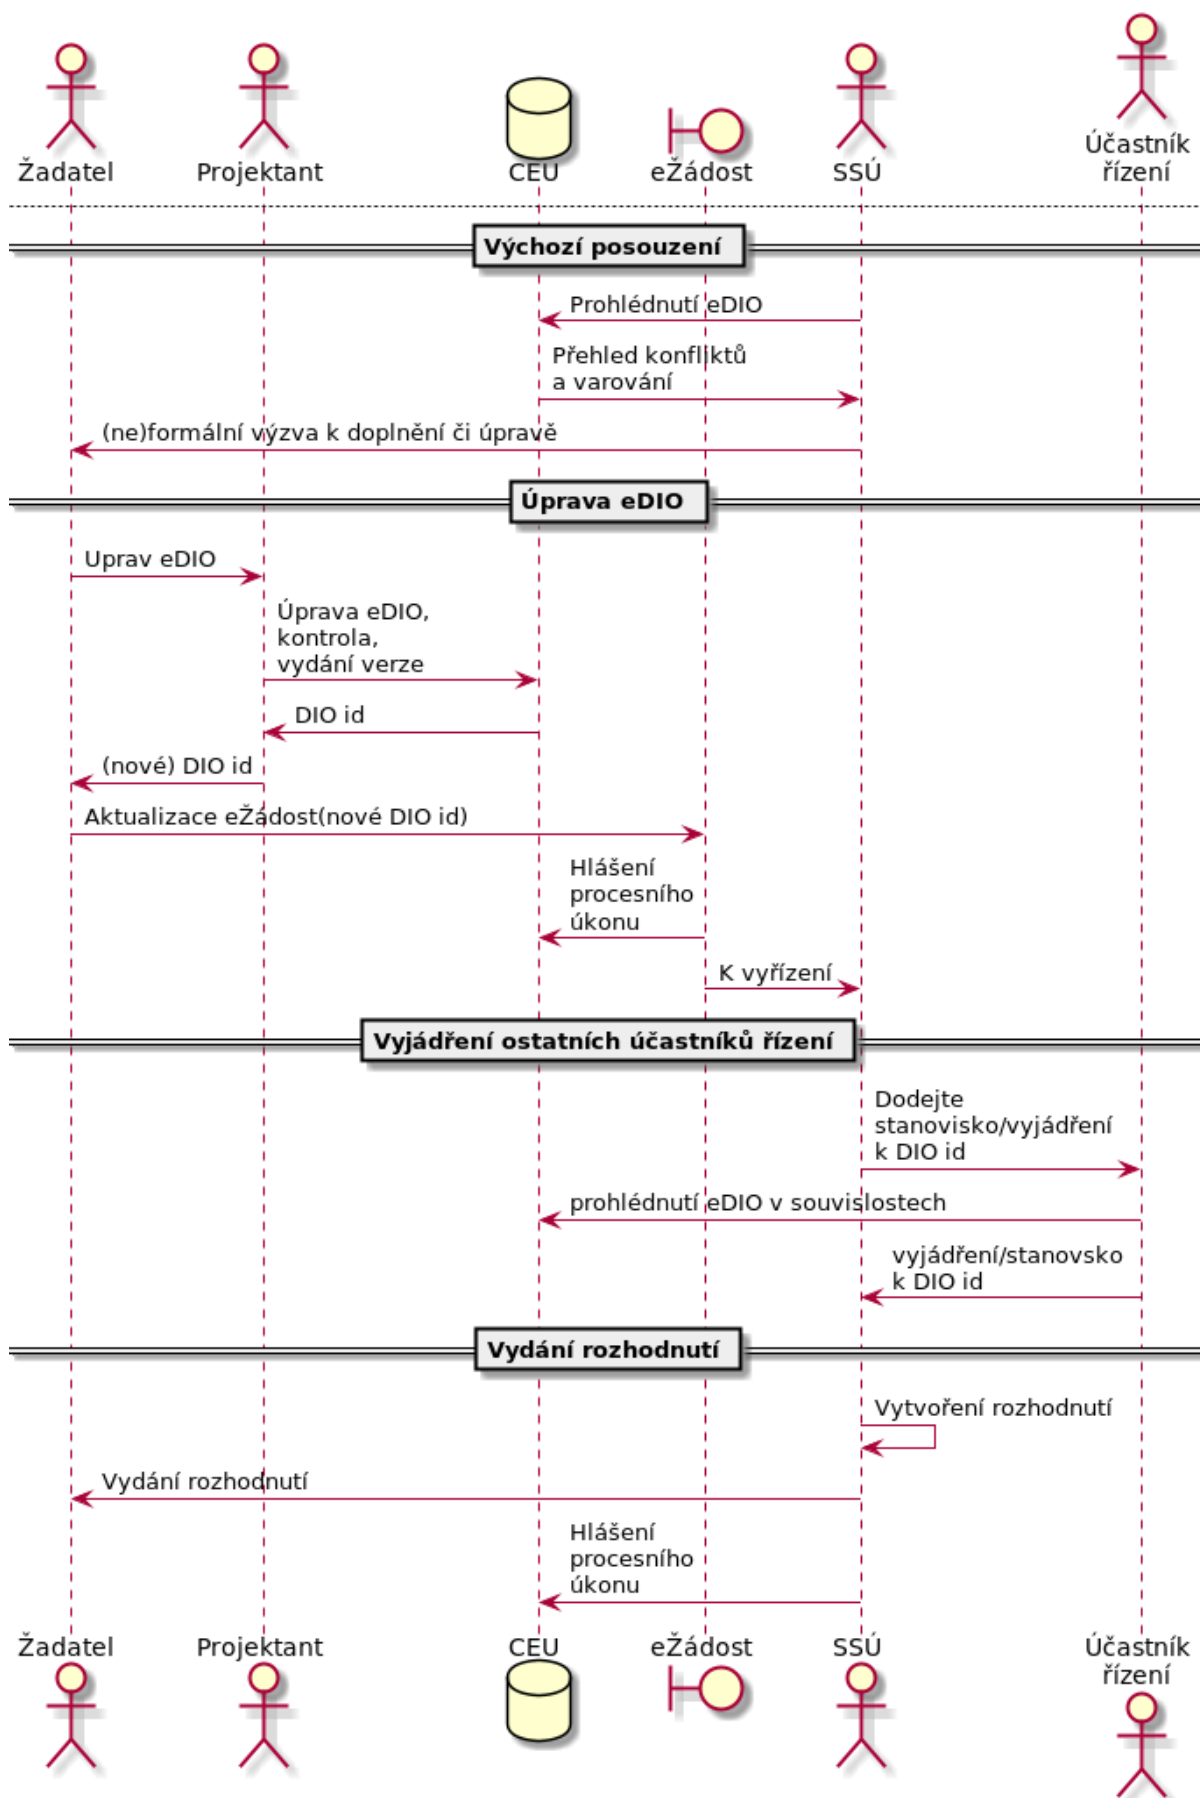 Žadatel
Projektant
CEU
eŽádost
SSÚ
Účastník
řízení
Výchozí posouzení
Prohlédnutí eDIO
Přehled konfliktů
a varování
(ne)formální výzva k doplnění či úpravě
Úprava eDIO
Uprav eDIO
Úprava eDIO,
kontrola,
vydání verze
DIO id
(nové) DIO id
Aktualizace eŽádost(nové DIO id)
Hlášení
procesního
úkonu
K vyřízení
Vyjádření ostatních účastníků řízení
Dodejte
stanovisko/vyjádření
k DIO id
prohlédnutí eDIO v souvislostech
vyjádření/stanovsko
k DIO id
Vydání rozhodnutí
Vytvoření rozhodnutí
Vydání rozhodnutí
Hlášení
procesního
úkonu
Žadatel
Projektant
CEU
eŽádost
SSÚ
Účastník
řízení